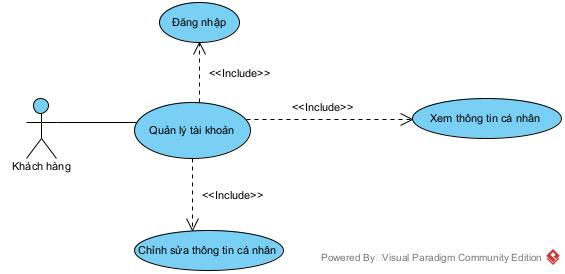 Đăng nhập
<<Include>>
<<Include>>
Xem thông tin cá nhân
Quản lý tài khoản
Khách hàng
<<Include>>
Chỉnh sửa thông tin cá nhân
Powered By Visual Paradigm Community Edition